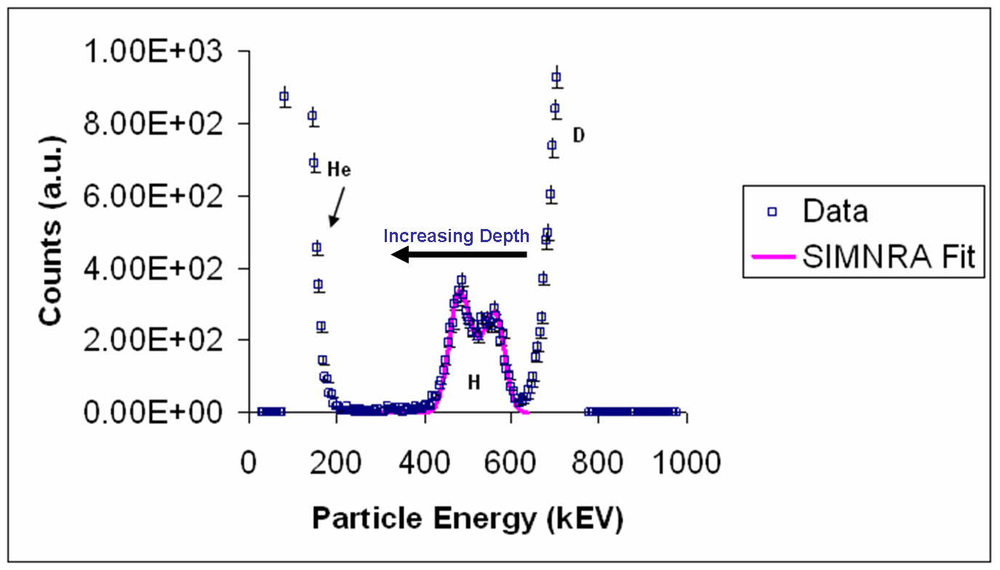 1.00E+03
8.00E+02
6.00E+02
4.00E+02
2.00E+02
0.00E+00
Counts (a.u.)
He
D
Increasing Depth
H
0 200 400 600 800 1000
Particle Energy (kEV)
Data
SIMNRA Fit